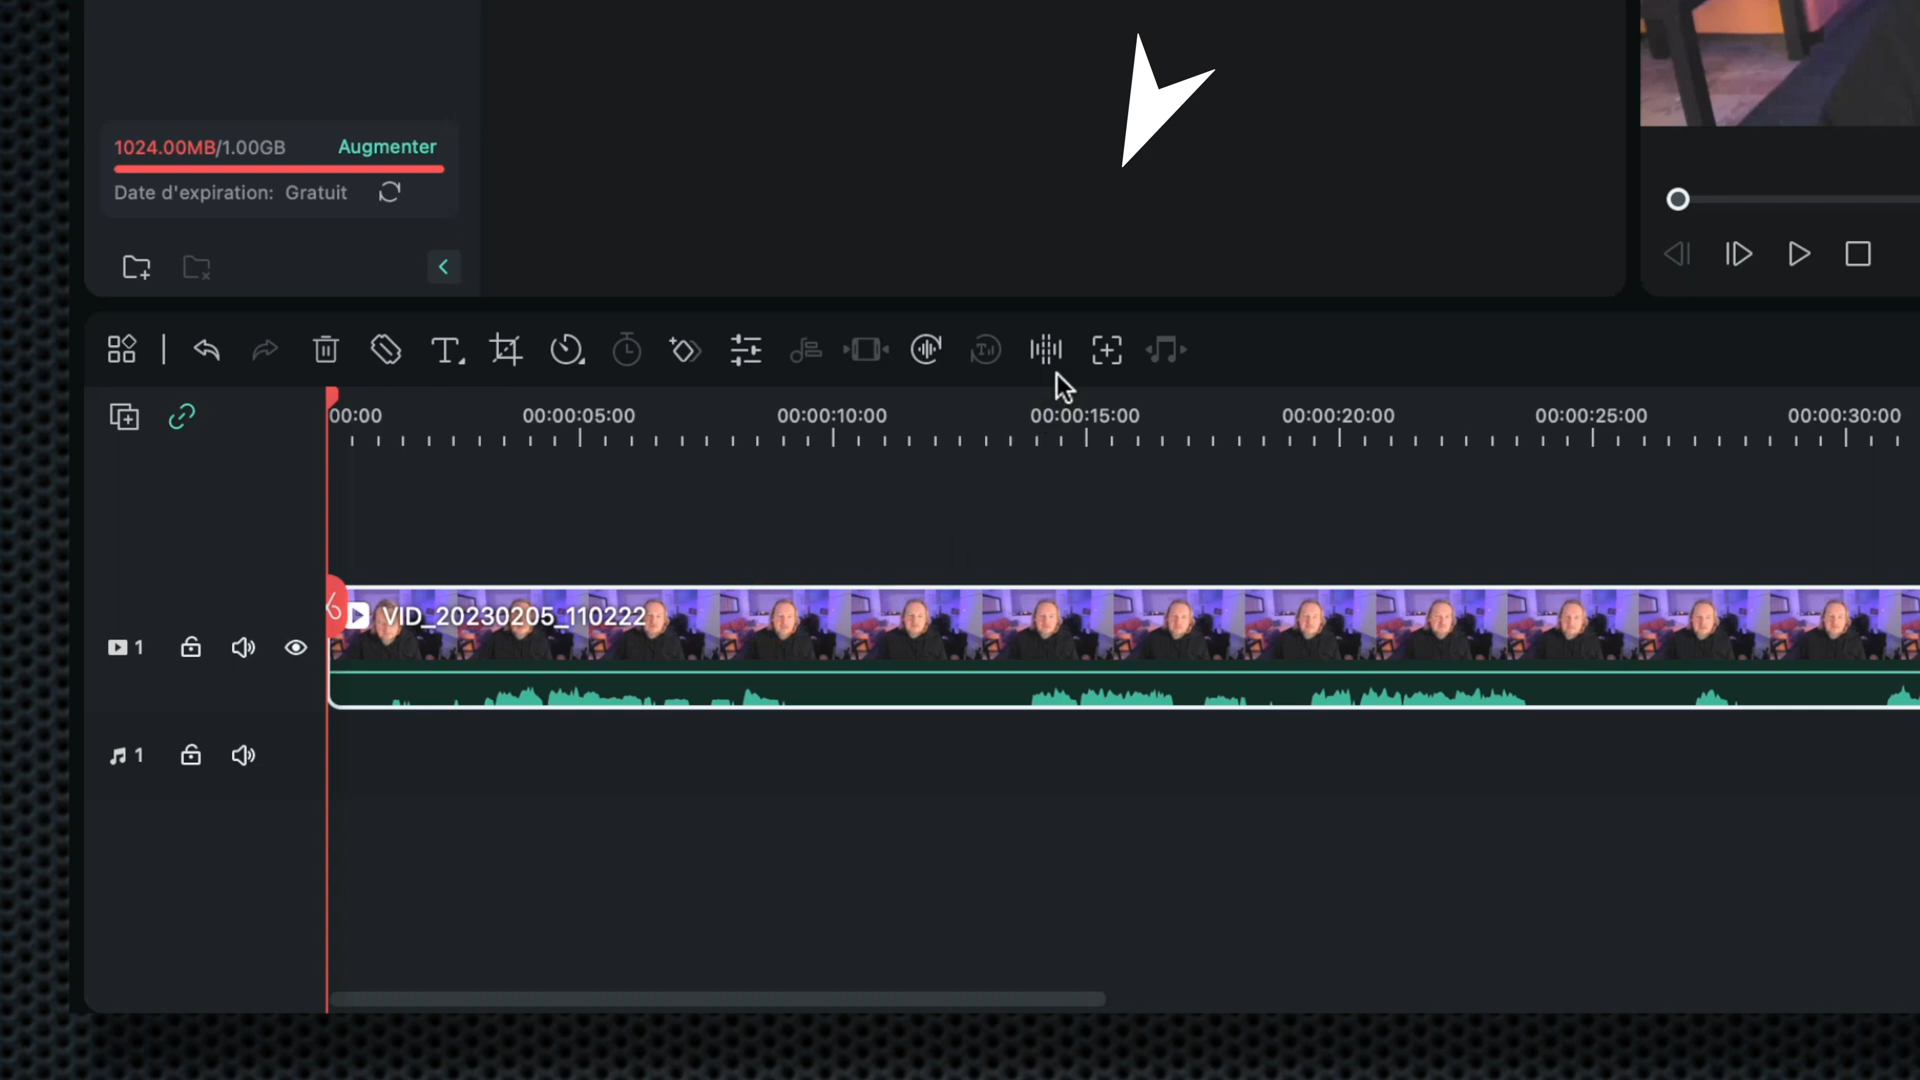 1024.00MB/1.00GB Augmenter
Date d'expiration: Gratuit
00:00 00:00:05:00 00:00:10:00 00:00:15:00 00:00:20:00 00:00:25:00 00:00:30:00
VID_20230205_110222
1
1